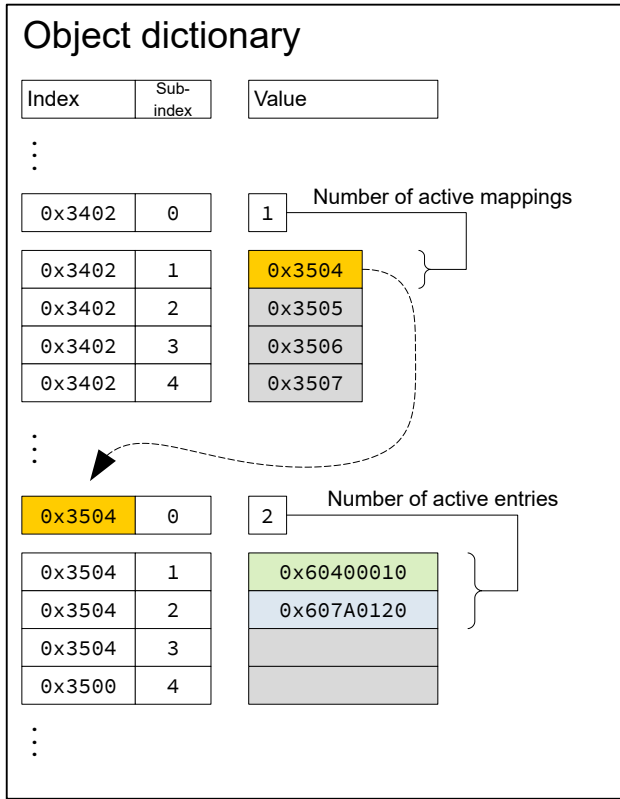 Object dictionary
Index Sub-index Value
⋮
Number of active mappings
0x3402 0 1
0x3402 1 0x3504
0x3402 2 0x3505
0x3402 3 0x3506
0x3402 4 0x3507
⋮
Number of active entries
0x3504 0 2
0x3504 1 0x60400010
0x3504 2 0x607A0120
0x3504 3
0x3500 4
⋮